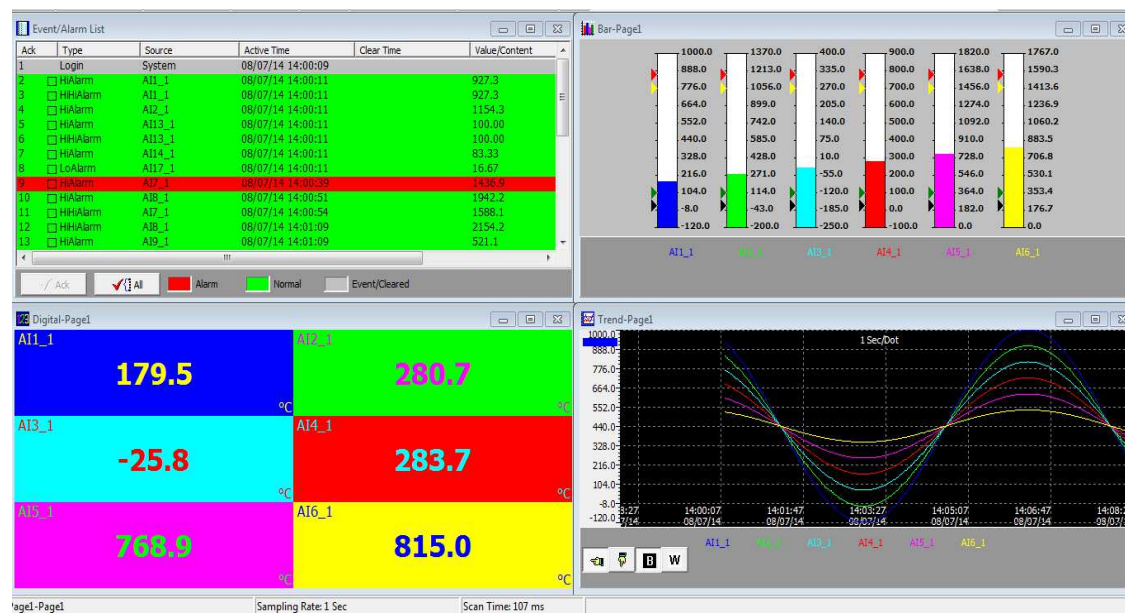 Event/Alarm List
Ack Type Source Active Time Clear Time Value/Content
1 Login System 08/07/14 14:00:09
2 HiAlarm AI1_1 08/07/14 14:00:11 927.3
3 HiHiAlarm AI1_1 08/07/14 14:00:11 927.3
4 HiAlarm AI2_1 08/07/14 14:00:11 1154.3
5 HiAlarm AI13_1 08/07/14 14:00:11 100.00
6 HiHiAlarm AI13_1 08/07/14 14:00:11 100.00
7 HiAlarm AI14_1 08/07/14 14:00:11 83.33
8 LoAlarm AI17_1 08/07/14 14:00:11 16.67
9 HiAlarm AI7_1 08/07/14 14:00:39 1436.9
10 HiAlarm AI8_1 08/07/14 14:00:51 1942.2
11 HiHiAlarm AI7_1 08/07/14 14:00:54 1588.1
12 HiHiAlarm AI8_1 08/07/14 14:01:09 2154.2
13 HiAlarm AI9_1 08/07/14 14:01:09 521.1
Ack All Alarm Normal Event/Cleared
Bar-Page1
1000.0 1370.0 400.0 900.0 1820.0 1767.0
888.0 1213.0 335.0 800.0 1638.0 1590.3
776.0 1056.0 270.0 700.0 1456.0 1413.6
664.0 899.0 205.0 600.0 1274.0 1236.9
552.0 742.0 140.0 500.0 1092.0 1060.2
440.0 585.0 75.0 400.0 910.0 883.5
328.0 428.0 10.0 300.0 728.0 706.8
216.0 271.0 -55.0 200.0 546.0 530.1
104.0 114.0 -120.0 100.0 364.0 353.4
-8.0 -43.0 -185.0 0.0 182.0 176.7
-120.0 -200.0 -250.0 -100.0 0.0 0.0
AI1_1 AI2_1 AI3_1 AI4_1 AI5_1 AI6_1
Digital-Page1
AI1_1 AI2_1
179.5 280.7
°C °C
AI3_1 AI4_1
-25.8 283.7
°C °C
AI5_1 AI6_1
768.9 815.0
°C °C
Trend-Page1
1000.0
1 Sec/Dot
888.0
776.0
664.0
552.0
440.0
328.0
216.0
104.0
-8.0
-120.0
3:27 14:00:07 14:01:47 14:03:27 14:05:07 14:06:47 14:08:2
7/14 08/07/14 08/07/14 08/07/14 08/07/14 08/07/14 08/07/
AI1_1 AI2_1 AI3_1 AI4_1 AI5_1 AI6_1
B W
age1-Page1 Sampling Rate: 1 Sec Scan Time: 107 ms